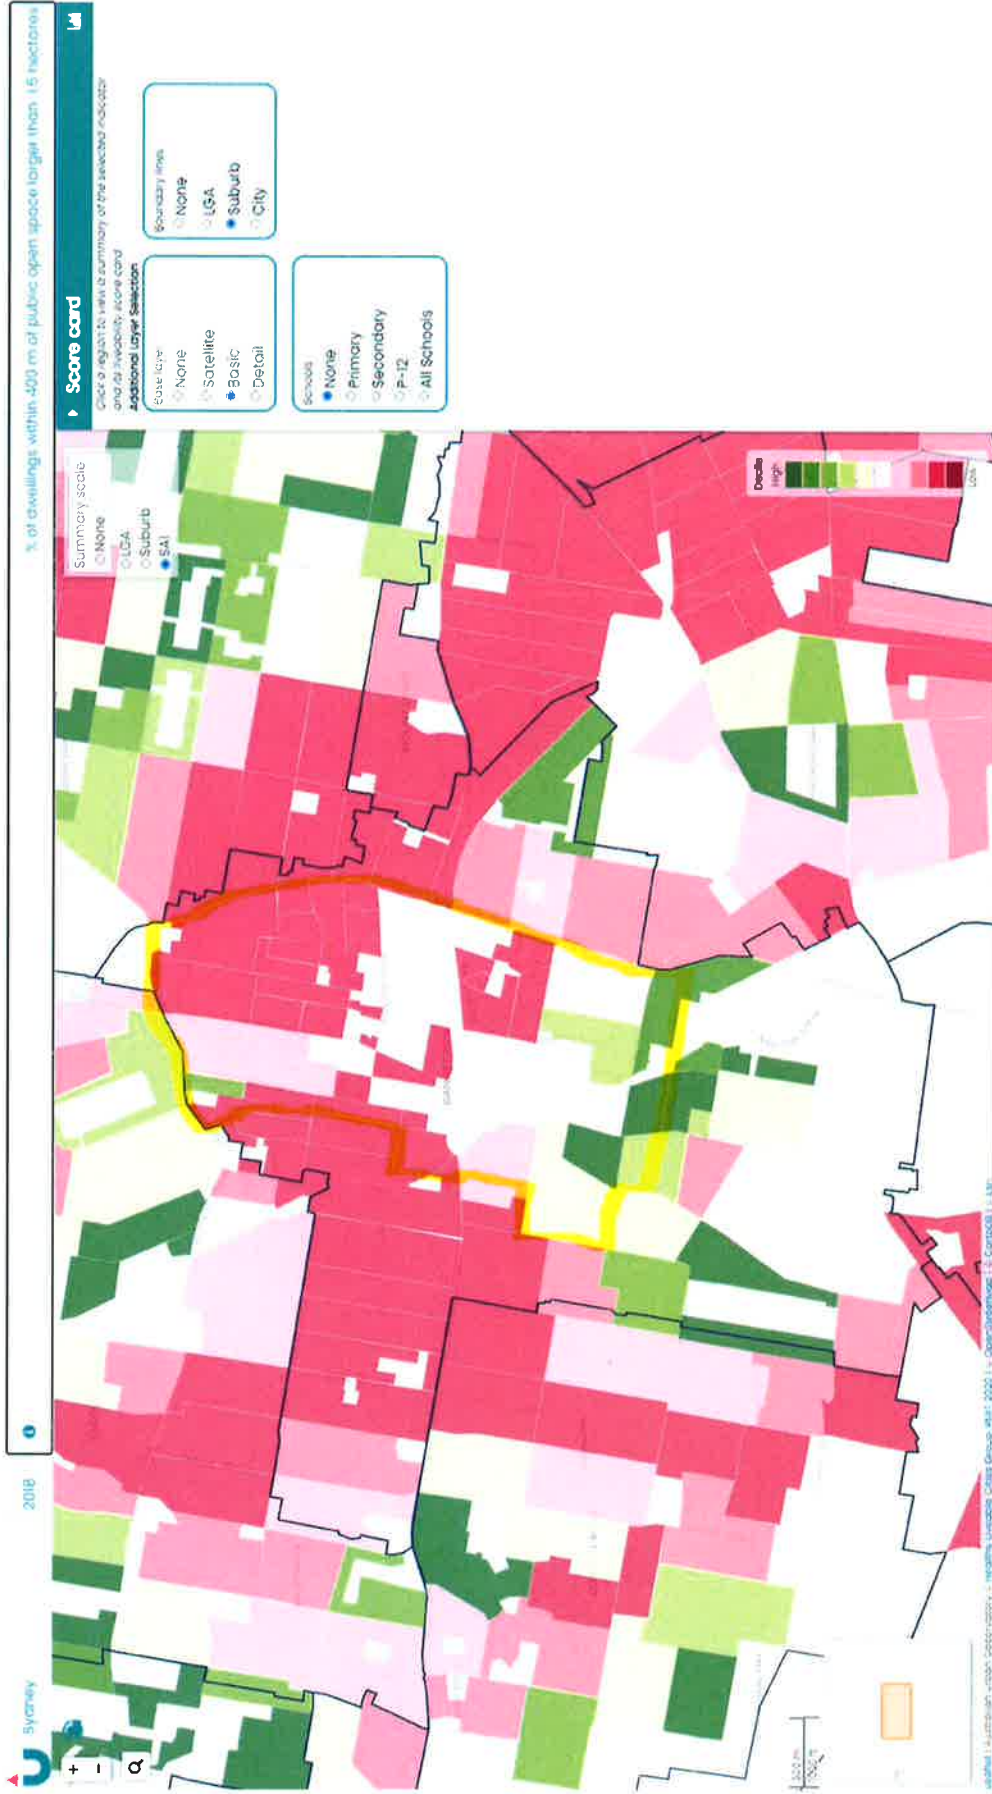 Sydney
2018
% of dwellings within 400 m of public open space larger than 1.5 hectares
+
−
Summary scale
None
LGA
Suburb
SA1
Score card
Click a region to view a summary of the selected indicator
and its liveability score card
Additional Layer Selection
Base layer
None
Satellite
Basic
Detail
Boundary lines
None
LGA
Suburb
City
Schools
None
Primary
Secondary
P-12
All Schools
Decile
High
Low
500 m